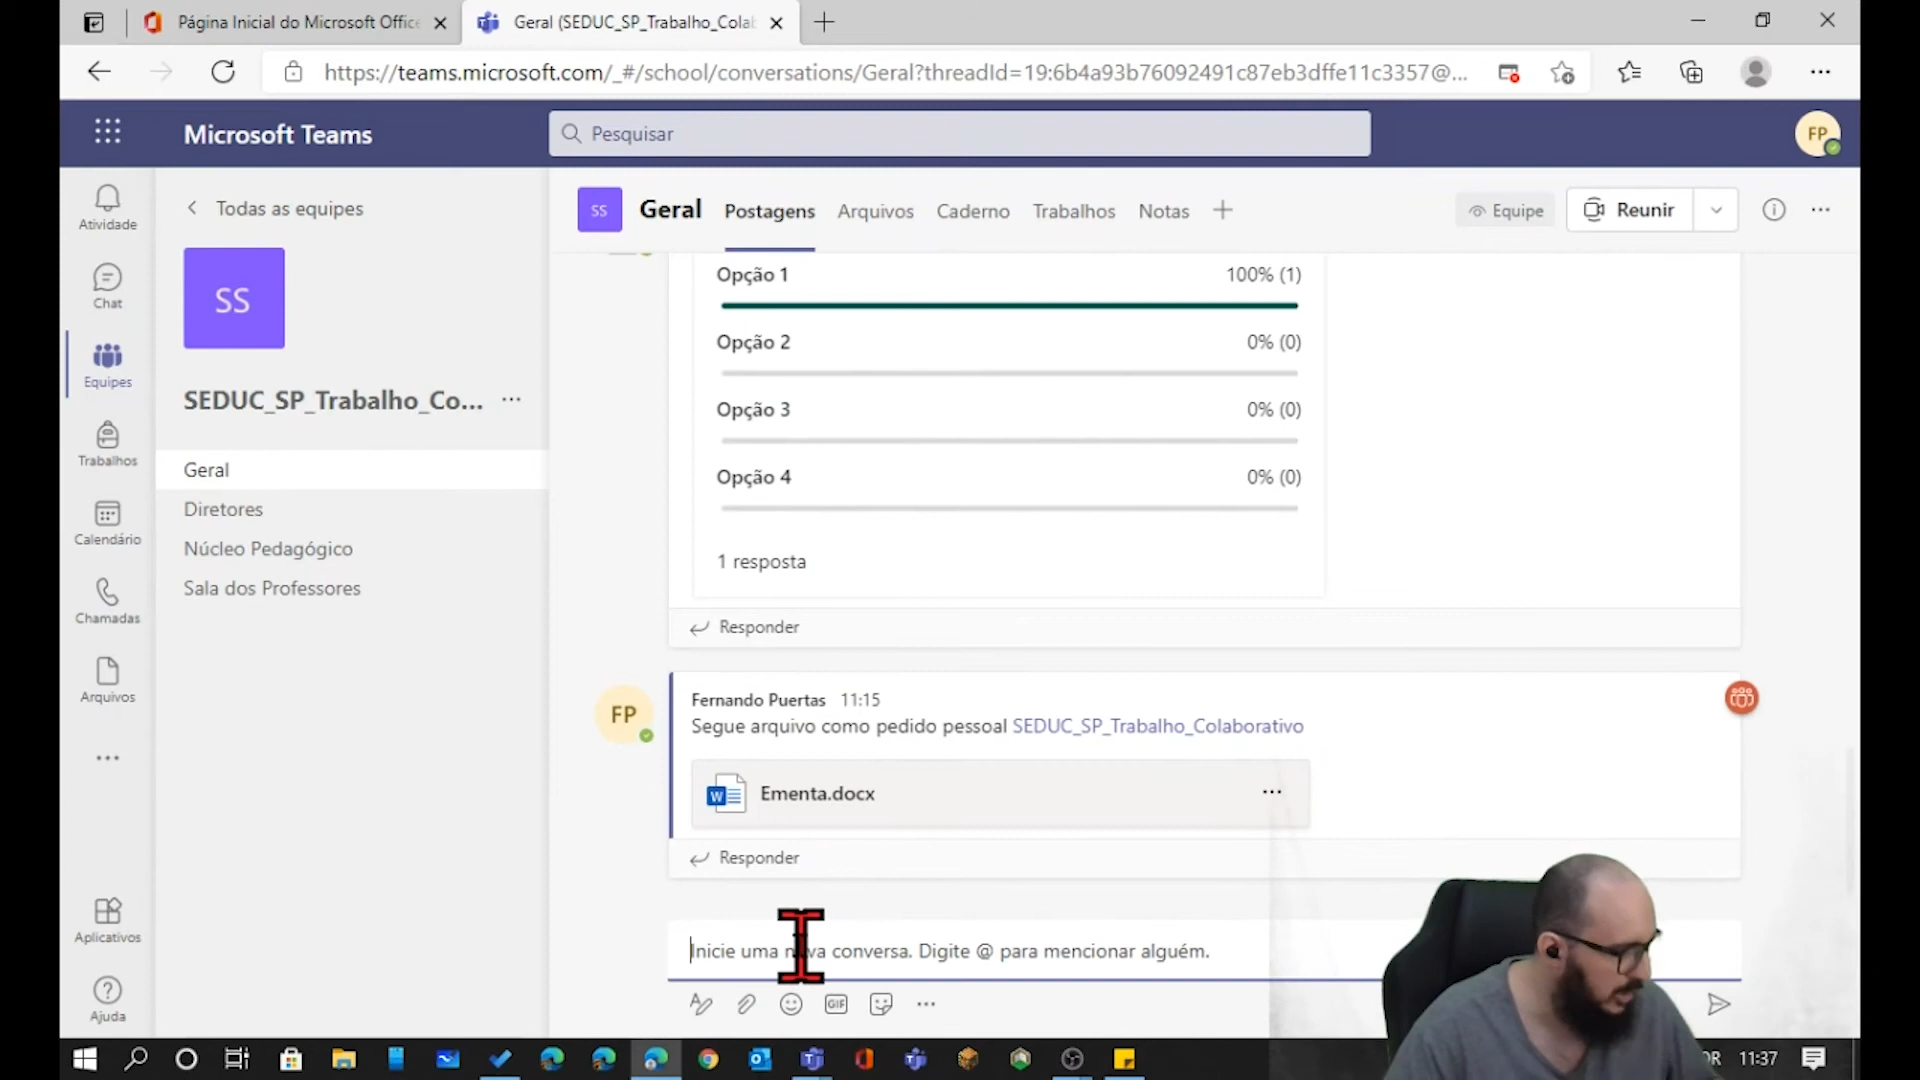 Página Inicial do Microsoft Office
Geral (SEDUC_SP_Trabalho_Colab
https://teams.microsoft.com/_#/school/conversations/Geral?threadId=19:6b4a93b76092491c87eb3dffe11c3357@...
Microsoft Teams
Pesquisar
FP
Atividade
Chat
Equipes
Trabalhos
Calendário
Chamadas
Arquivos
Aplicativos
Ajuda
Todas as equipes
SS
SEDUC_SP_Trabalho_Co...
Geral
Diretores
Núcleo Pedagógico
Sala dos Professores
SS
Geral
Postagens
Arquivos
Caderno
Trabalhos
Notas
Equipe
Reunir
Opção 1 100% (1)
Opção 2 0% (0)
Opção 3 0% (0)
Opção 4 0% (0)
1 resposta
Responder
FP
Fernando Puertas 11:15
Segue arquivo como pedido pessoal SEDUC_SP_Trabalho_Colaborativo
W
Ementa.docx
Responder
Inicie uma nova conversa. Digite @ para mencionar alguém.
GIF
11:37